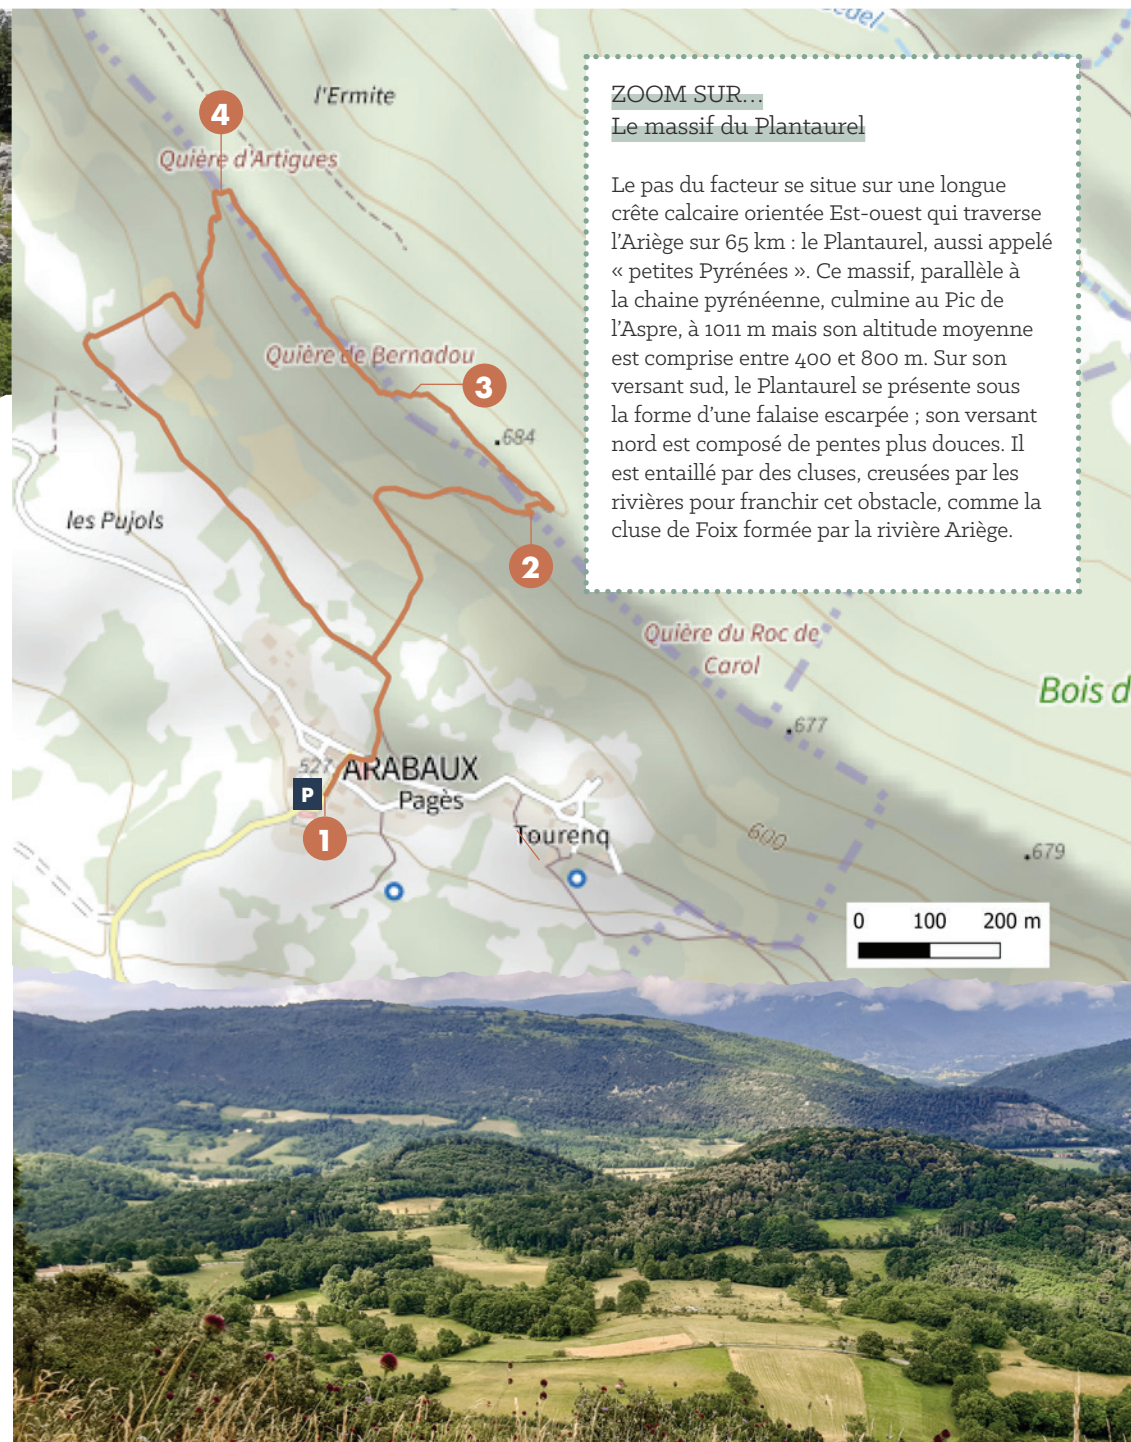 l'Ermite
4
Quière d'Artigues
ZOOM SUR…
Le massif du Plantaurel
Le pas du facteur se situe sur une longue
crête calcaire orientée Est-ouest qui traverse
l'Ariège sur 65 km : le Plantaurel, aussi appelé
« petites Pyrénées ». Ce massif, parallèle à
la chaine pyrénéenne, culmine au Pic de
l'Aspre, à 1011 m mais son altitude moyenne
est comprise entre 400 et 800 m. Sur son
versant sud, le Plantaurel se présente sous
la forme d'une falaise escarpée ; son versant
nord est composé de pentes plus douces. Il
est entaillé par des cluses, creusées par les
rivières pour franchir cet obstacle, comme la
cluse de Foix formée par la rivière Ariège.
Quière de Bernadou
3
684
les Pujols
2
Quière du Roc de
Carol
Bois d
677
527
ARABAUX
P
Pagès
1
Tourenq
600
679
0 100 200 m